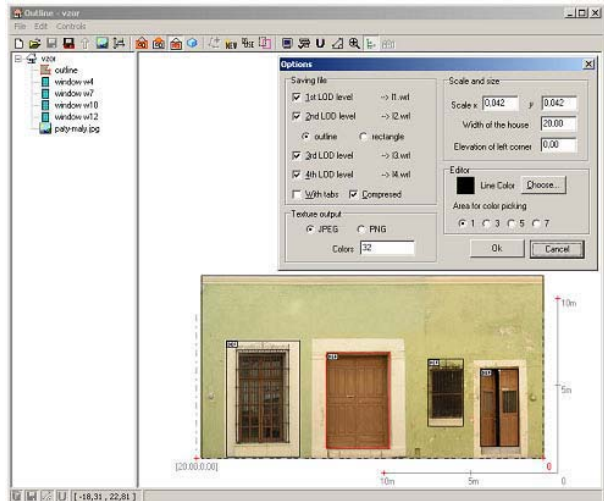 Outline - vzor
File Edit Controls
vzor
outline
window w4
window w7
window w10
window w12
paty-maly.jpg
NEW
Options
Saving file
1st LOD level --> l1.wrl
2nd LOD level --> l2.wrl
outline rectangle
3rd LOD level --> l3.wrl
4th LOD level --> l4.wrl
With tabs Compresed
Texture output
JPEG PNG
Colors 32
Scale and size
Scale x 0,042 y 0,042
Width of the house 20,00
Elevation of left corner 0,00
Editor
Line Color Choose...
Area for color picking
1 3 5 7
Ok Cancel
10m
5m
0
[20.00,0.00]
0
10m 5m 0
[-18,31 , 22,81 ]